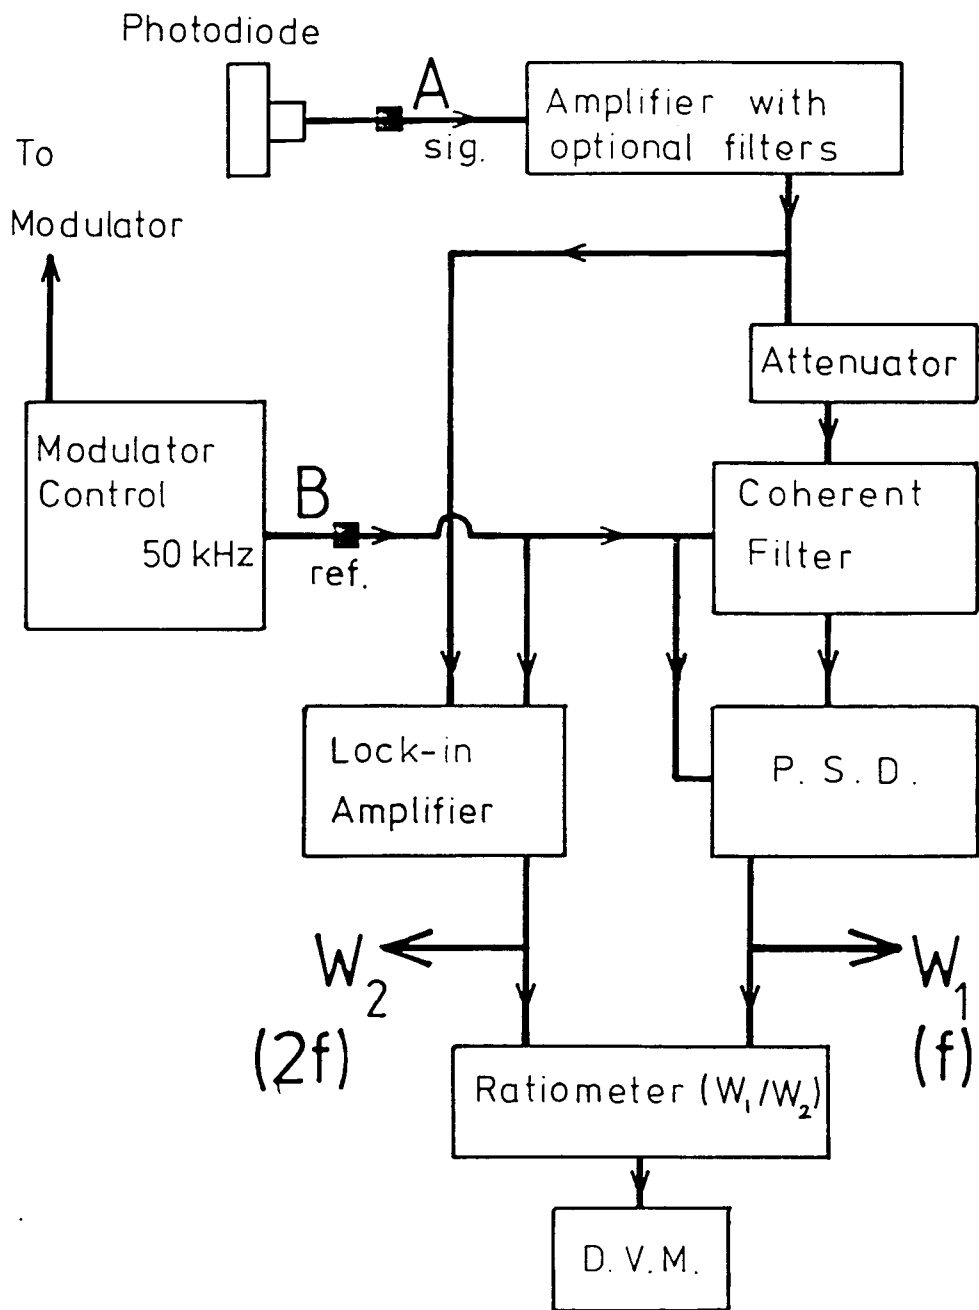 Photodiode
A
sig.
Amplifier with
optional filters
To
Modulator
Attenuator
Modulator
Control
50 kHz
B
ref.
Coherent
Filter
Lock-in
Amplifier
P. S. D.
W2
(2f)
W1
(f)
Ratiometer (W1/W2)
D. V. M.